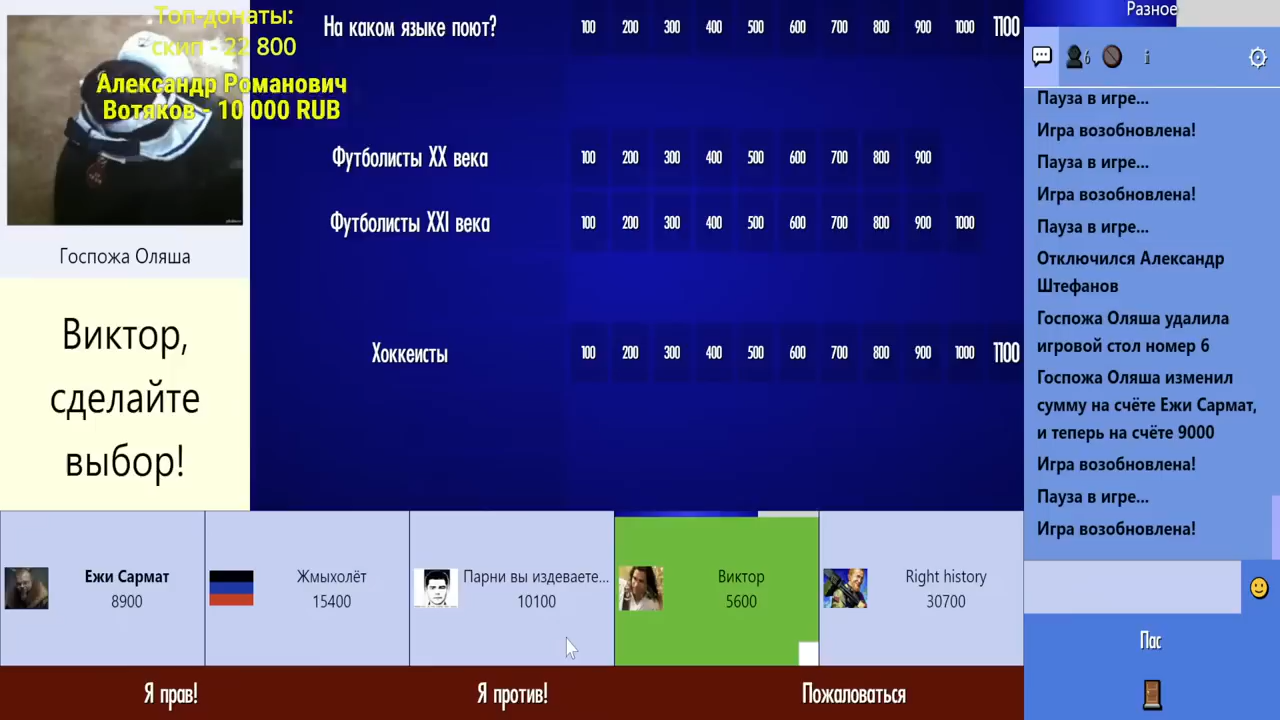 Топ-донаты:
скип - 22 800
Александр Романович
Вотяков - 10 000 RUB
Госпожа Оляша
Виктор,
сделайте
выбор!
На каком языке поют? 100 200 300 400 500 600 700 800 900 1000 1100
Футболисты XX века 100 200 300 400 500 600 700 800 900
Футболисты XXI века 100 200 300 400 500 600 700 800 900 1000
Хоккеисты 100 200 300 400 500 600 700 800 900 1000 1100
Разное
6
i
Пауза в игре...
Игра возобновлена!
Пауза в игре...
Игра возобновлена!
Пауза в игре...
Отключился Александр
Штефанов
Госпожа Оляша удалила
игровой стол номер 6
Госпожа Оляша изменил
сумму на счёте Ежи Сармат,
и теперь на счёте 9000
Игра возобновлена!
Пауза в игре...
Игра возобновлена!
Пас
Ежи Сармат
8900
Жмыхолёт
15400
Парни вы издеваете...
10100
Виктор
5600
Right history
30700
Я прав!
Я против!
Пожаловаться